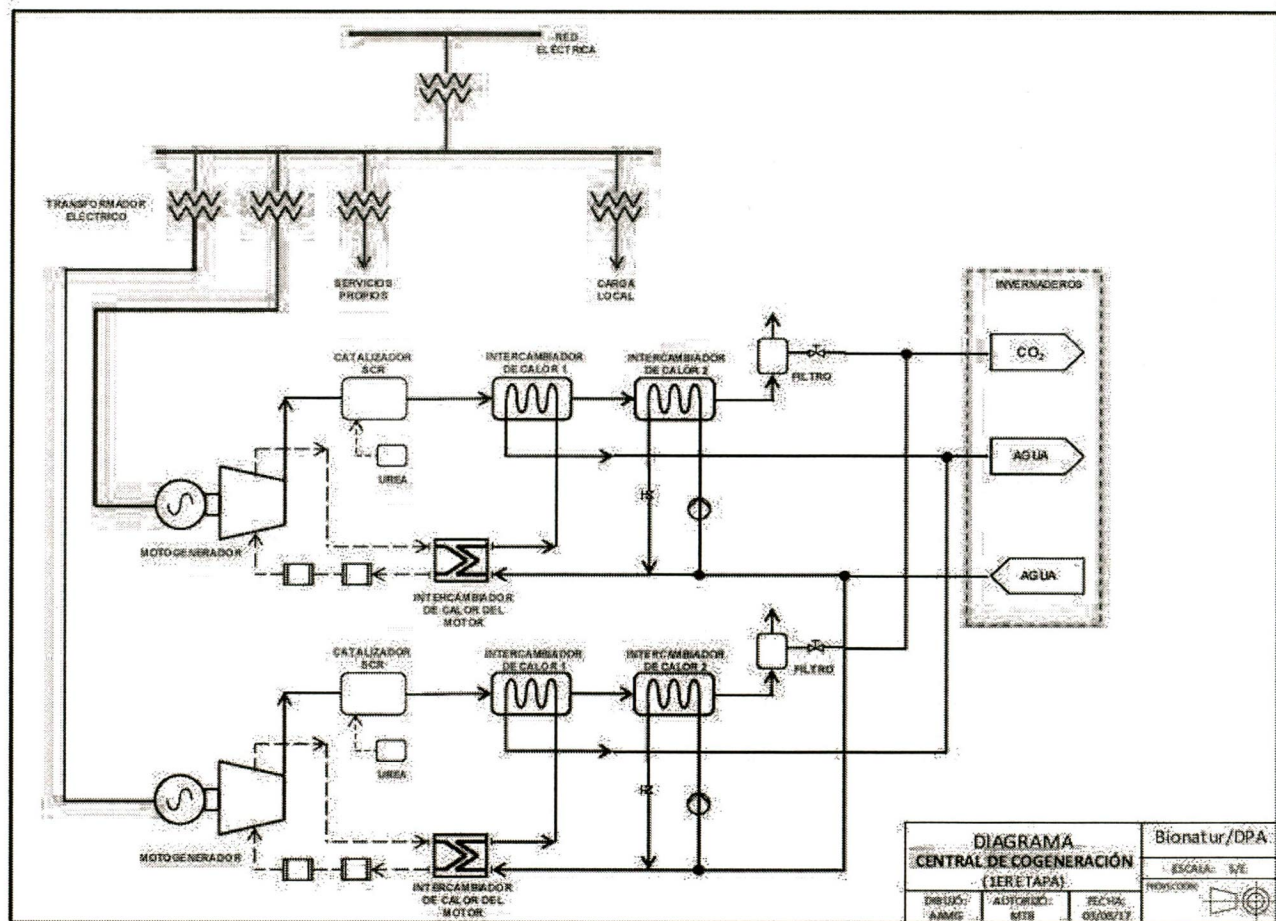 RED
ELÉCTRICA
TRANSFORMADOR
ELÉCTRICO
SERVICIOS
PROPIOS
CARGA
LOCAL
INVERNADEROS
CO₂
AGUA
AGUA
CATALIZADOR
SCR
INTERCAMBIADOR
DE CALOR 1
INTERCAMBIADOR
DE CALOR 2
FILTRO
UREA
MOTOGENERADOR
INTERCAMBIADOR
DE CALOR DEL
MOTOR
CATALIZADOR
SCR
INTERCAMBIADOR
DE CALOR 1
INTERCAMBIADOR
DE CALOR 2
FILTRO
UREA
MOTOGENERADOR
INTERCAMBIADOR
DE CALOR DEL
MOTOR
DIAGRAMA
CENTRAL DE COGENERACIÓN
(1ER ETAPA)
Bionatur/DPA
ESCALA: S/E
DIBUJO:
AUTORIZÓ:
MTB
FECHA: